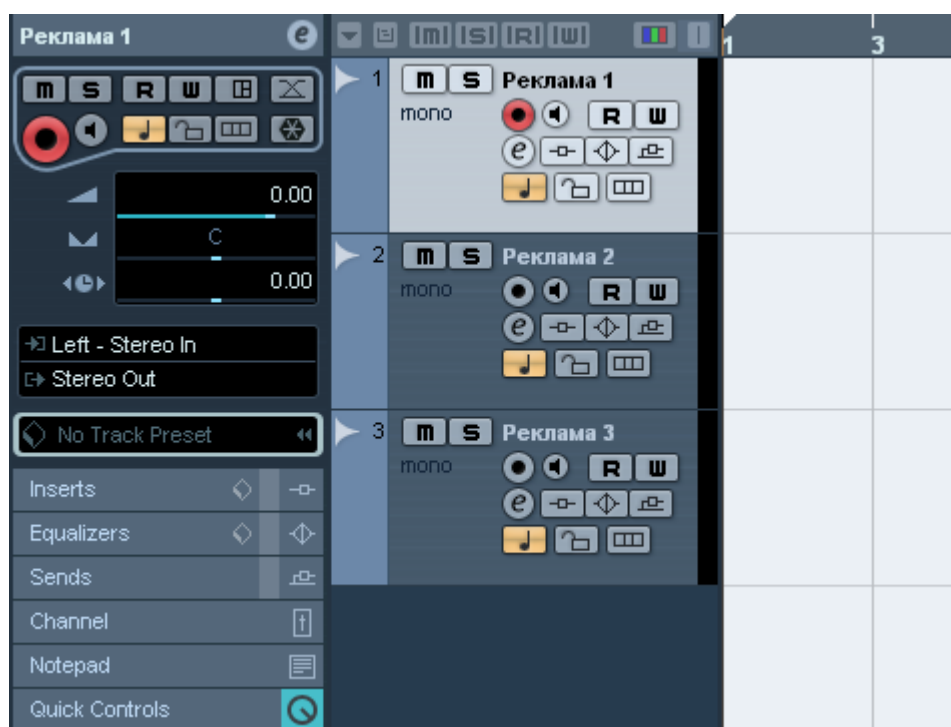 Реклама 1
e
m S R W
0.00
C
0.00
Left - Stereo In
Stereo Out
No Track Preset
Inserts
Equalizers
Sends
Channel
Notepad
Quick Controls
m S R W
1 m S Реклама 1
mono R W
e
2 m S Реклама 2
mono R W
e
3 m S Реклама 3
mono R W
e
1 3